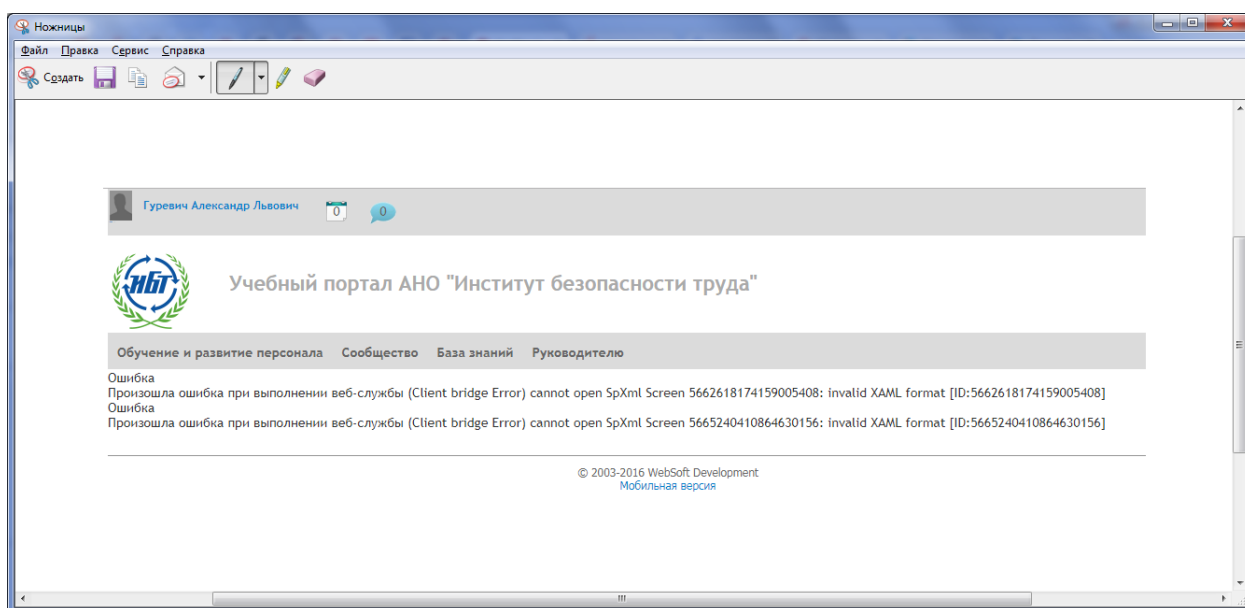 Ножницы
Файл Правка Сервис Справка
Создать
Гуревич Александр Львович 0 0
ИБТ
Учебный портал АНО "Институт безопасности труда"
Обучение и развитие персонала Сообщество База знаний Руководителю
Ошибка
Произошла ошибка при выполнении веб-службы (Client bridge Error) cannot open SpXml Screen 5662618174159005408: invalid XAML format [ID:5662618174159005408]
Ошибка
Произошла ошибка при выполнении веб-службы (Client bridge Error) cannot open SpXml Screen 5665240410864630156: invalid XAML format [ID:5665240410864630156]
© 2003-2016 WebSoft Development
Мобильная версия